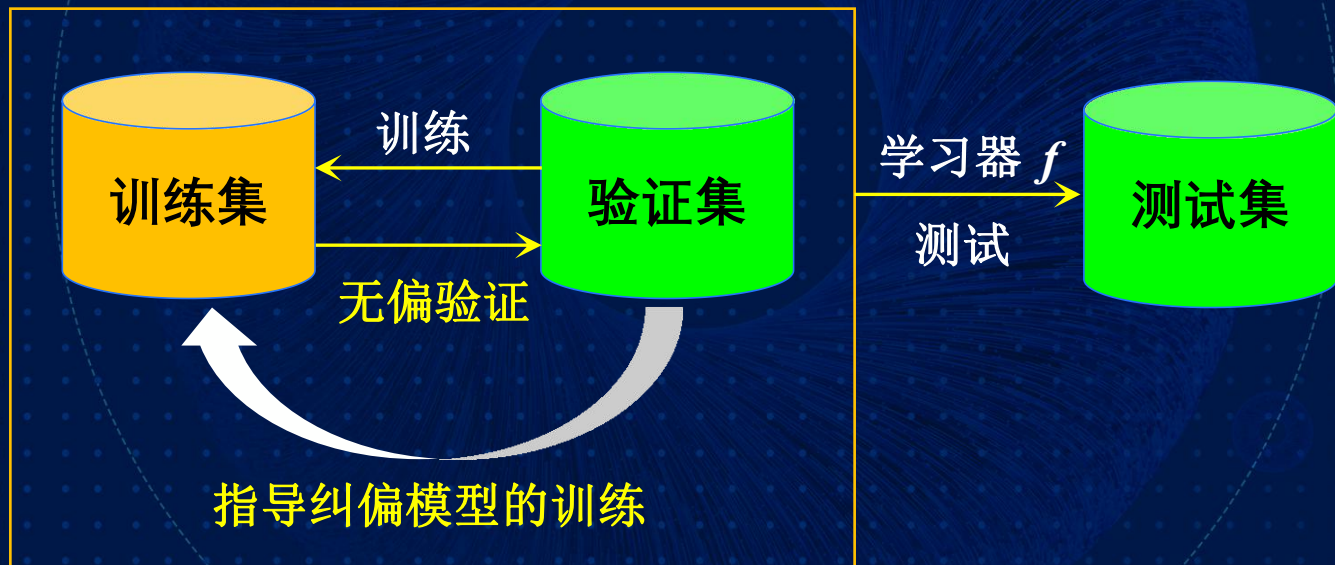 训练
训练集
验证集
无偏验证
指导纠偏模型的训练
学习器 f
测试
测试集